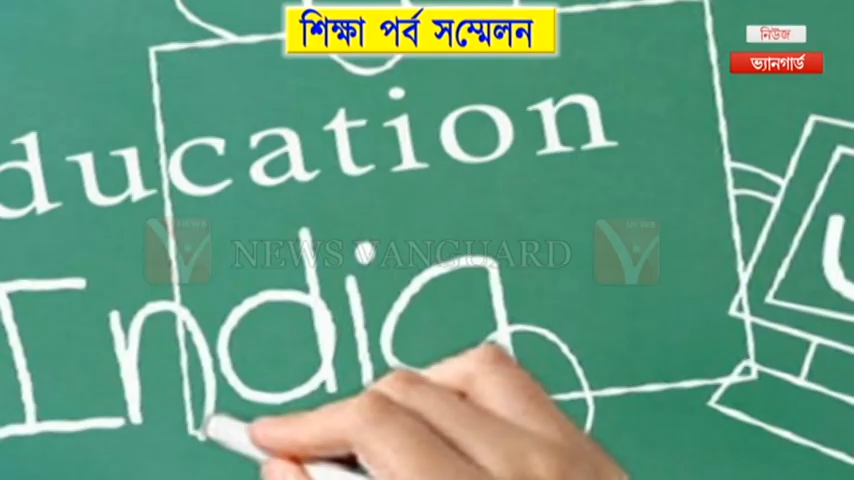 শিক্ষা পর্ব সম্মেলন
নিউজ
ভ্যানগার্ড
ducation
NEWS VANGUARD
India